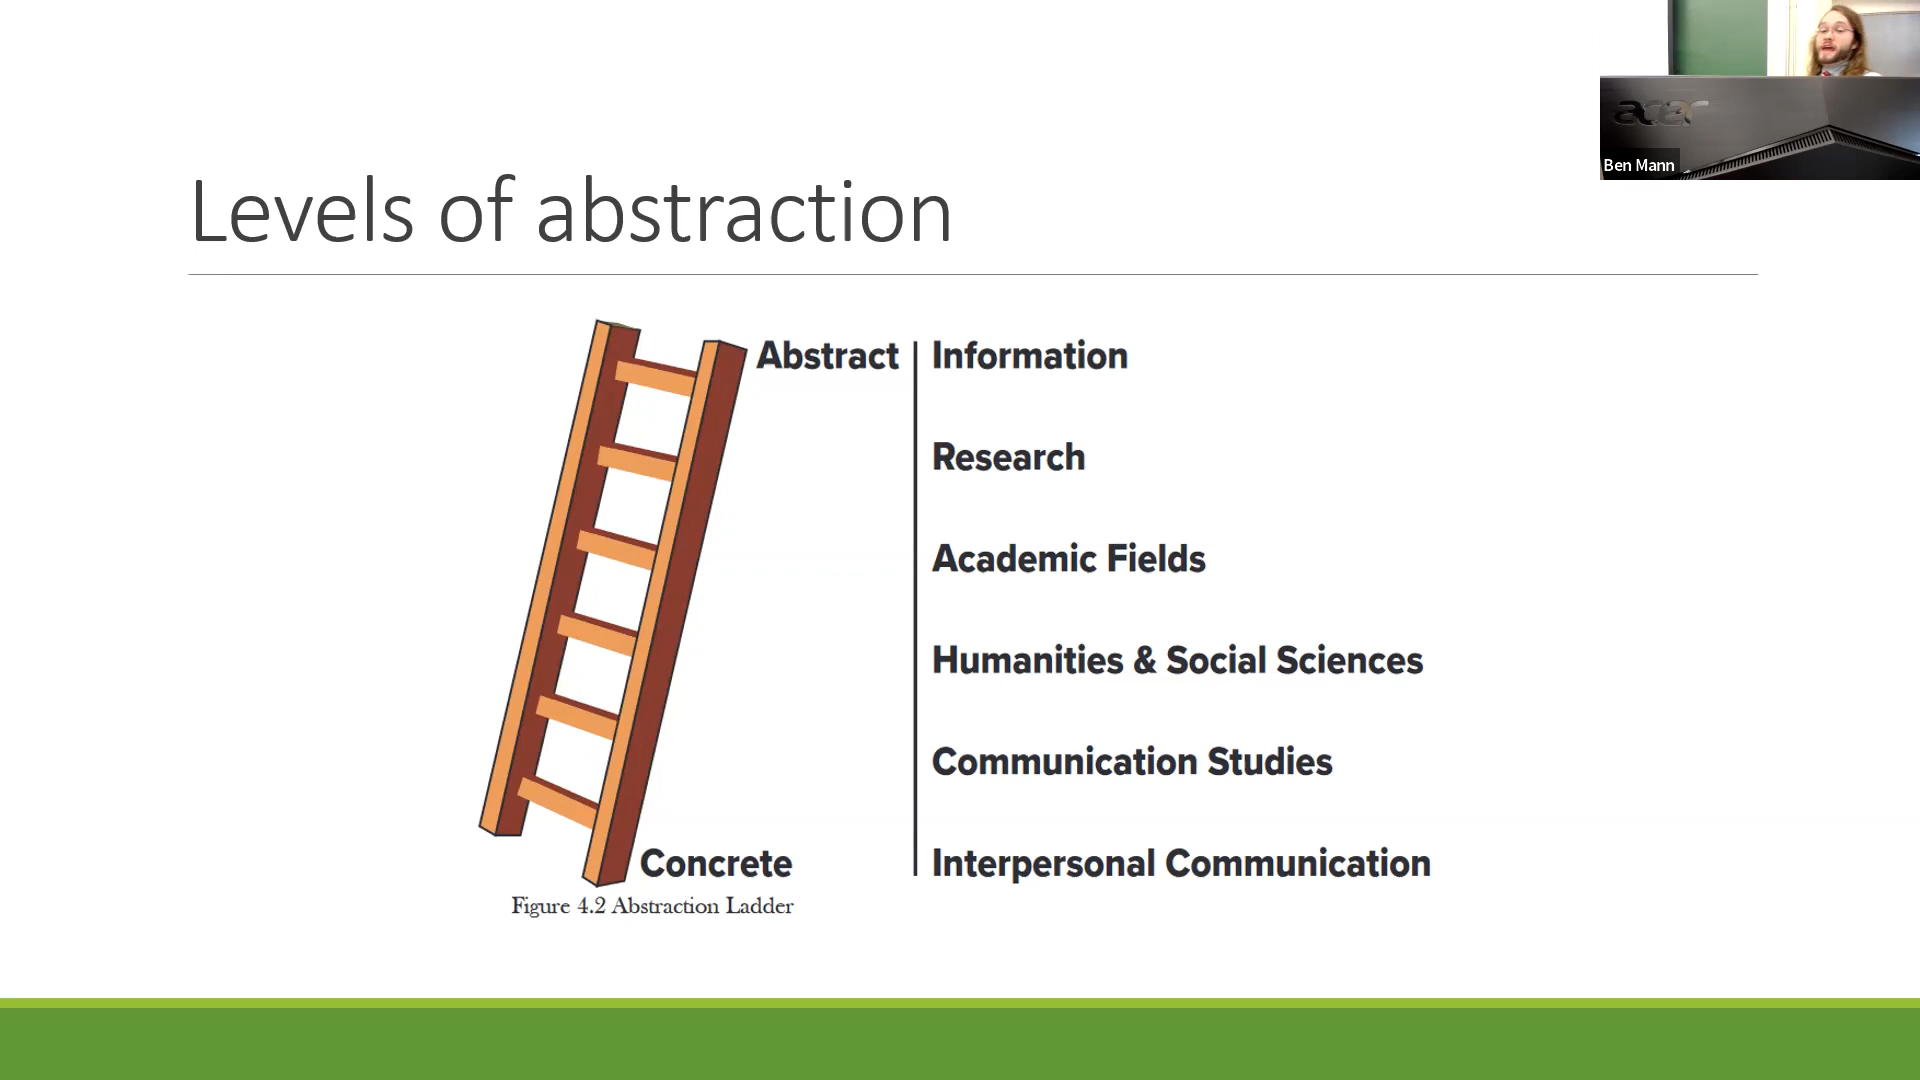 acer
Ben Mann
Levels of abstraction
Abstract
Information
Research
Academic Fields
Humanities & Social Sciences
Communication Studies
Concrete
Interpersonal Communication
Figure 4.2 Abstraction Ladder